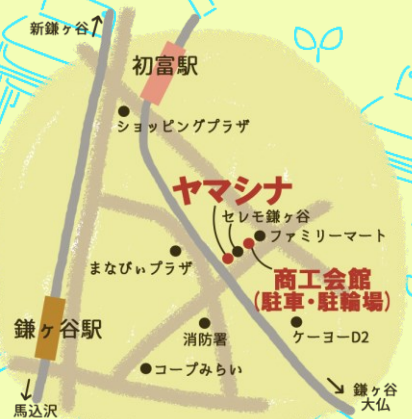 新鎌ヶ谷
初富駅
ショッピングプラザ
ヤマシナ
セレモ鎌ヶ谷
ファミリーマート
まなびぃプラザ
商工会館
(駐車・駐輪場)
鎌ヶ谷駅
消防署
ケーヨーD2
コープみらい
馬込沢
鎌ヶ谷
大仏